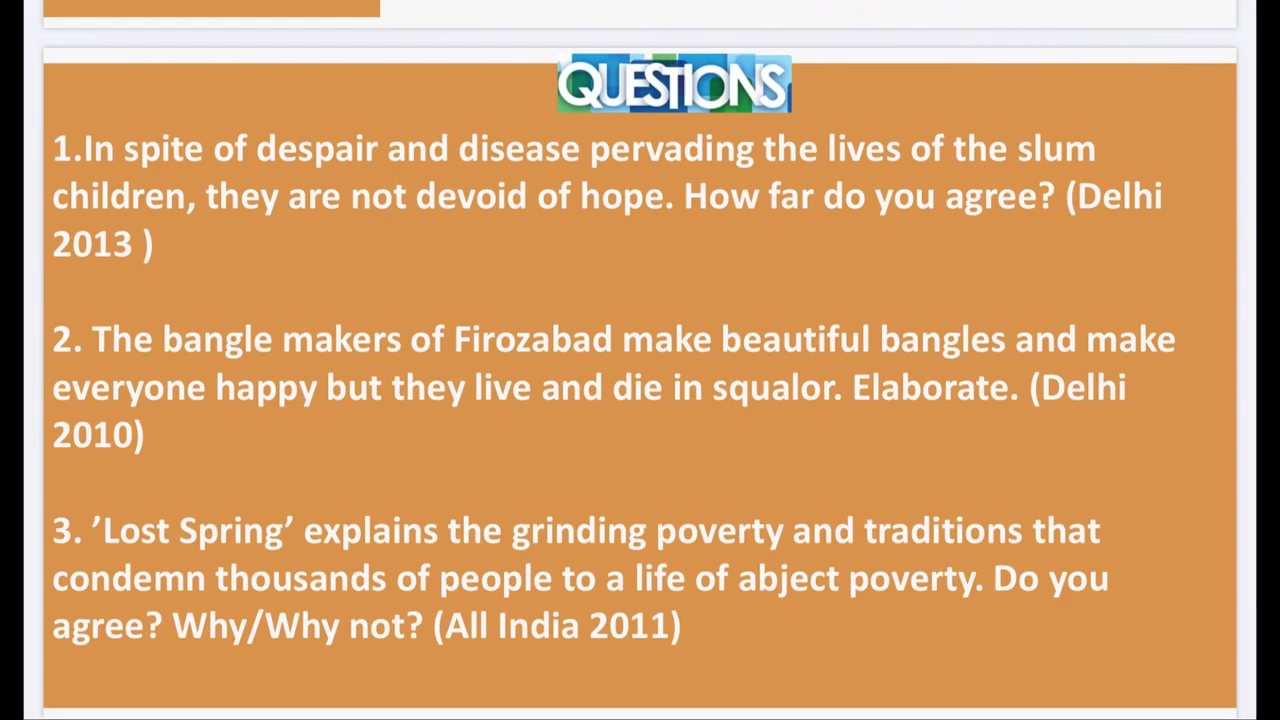 QUESTIONS
1.In spite of despair and disease pervading the lives of the slum
children, they are not devoid of hope. How far do you agree? (Delhi
2013 )
2. The bangle makers of Firozabad make beautiful bangles and make
everyone happy but they live and die in squalor. Elaborate. (Delhi
2010)
3. ’Lost Spring’ explains the grinding poverty and traditions that
condemn thousands of people to a life of abject poverty. Do you
agree? Why/Why not? (All India 2011)